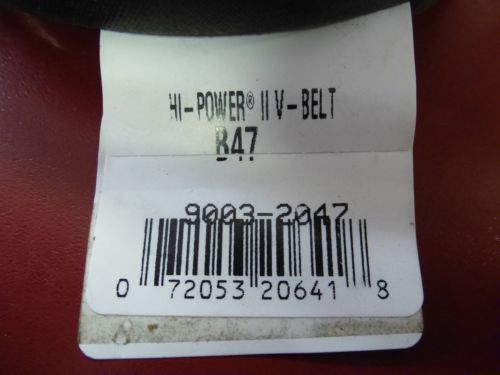 HI-POWER® II V-BELT
B47
9003-2047
0 72053 20641 8